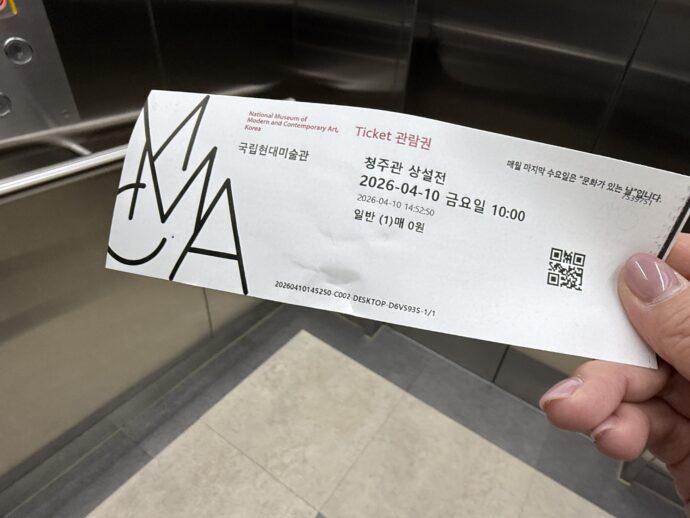 MMCA
National Museum of
Modern and Contemporary Art,
Korea
국립현대미술관
Ticket 관람권
청주관 상설전
2026-04-10 금요일 10:00
2026-04-10 14:52:50
일반 (1)매 0원
매월 마지막 수요일은 "문화가 있는 날"입니다.
20260410145250-C002-DESKTOP-D6V593S-1/1